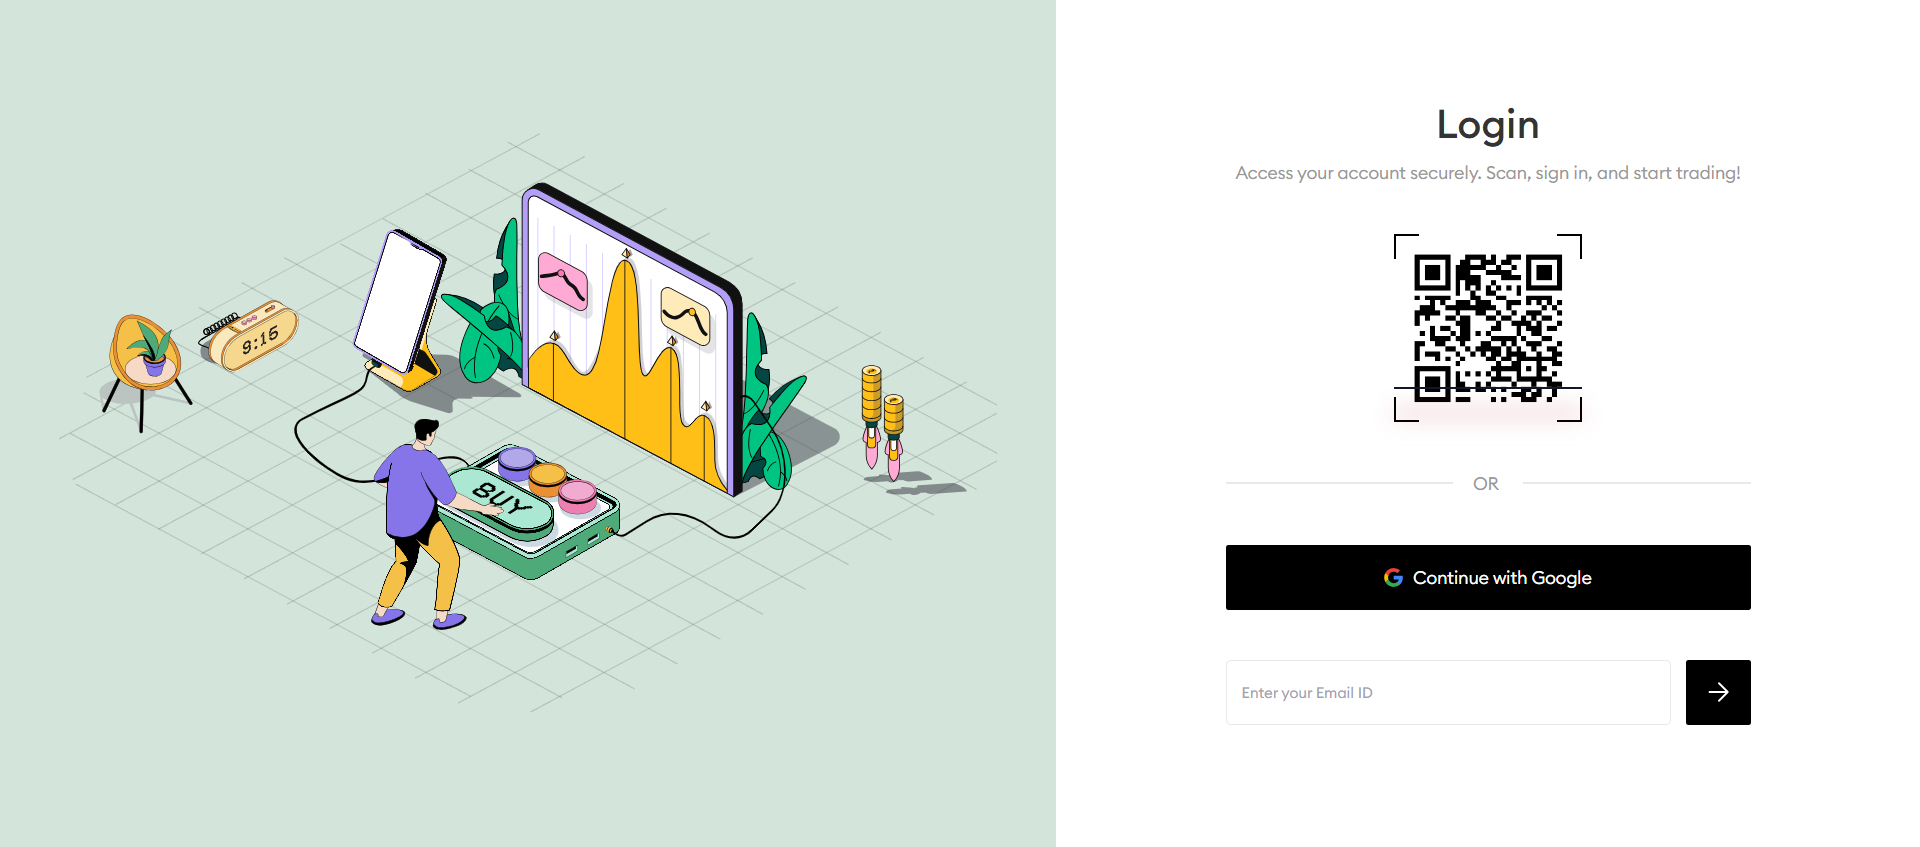 9:15
BUY
Login
Access your account securely. Scan, sign in, and start trading!
OR
Continue with Google
Enter your Email ID